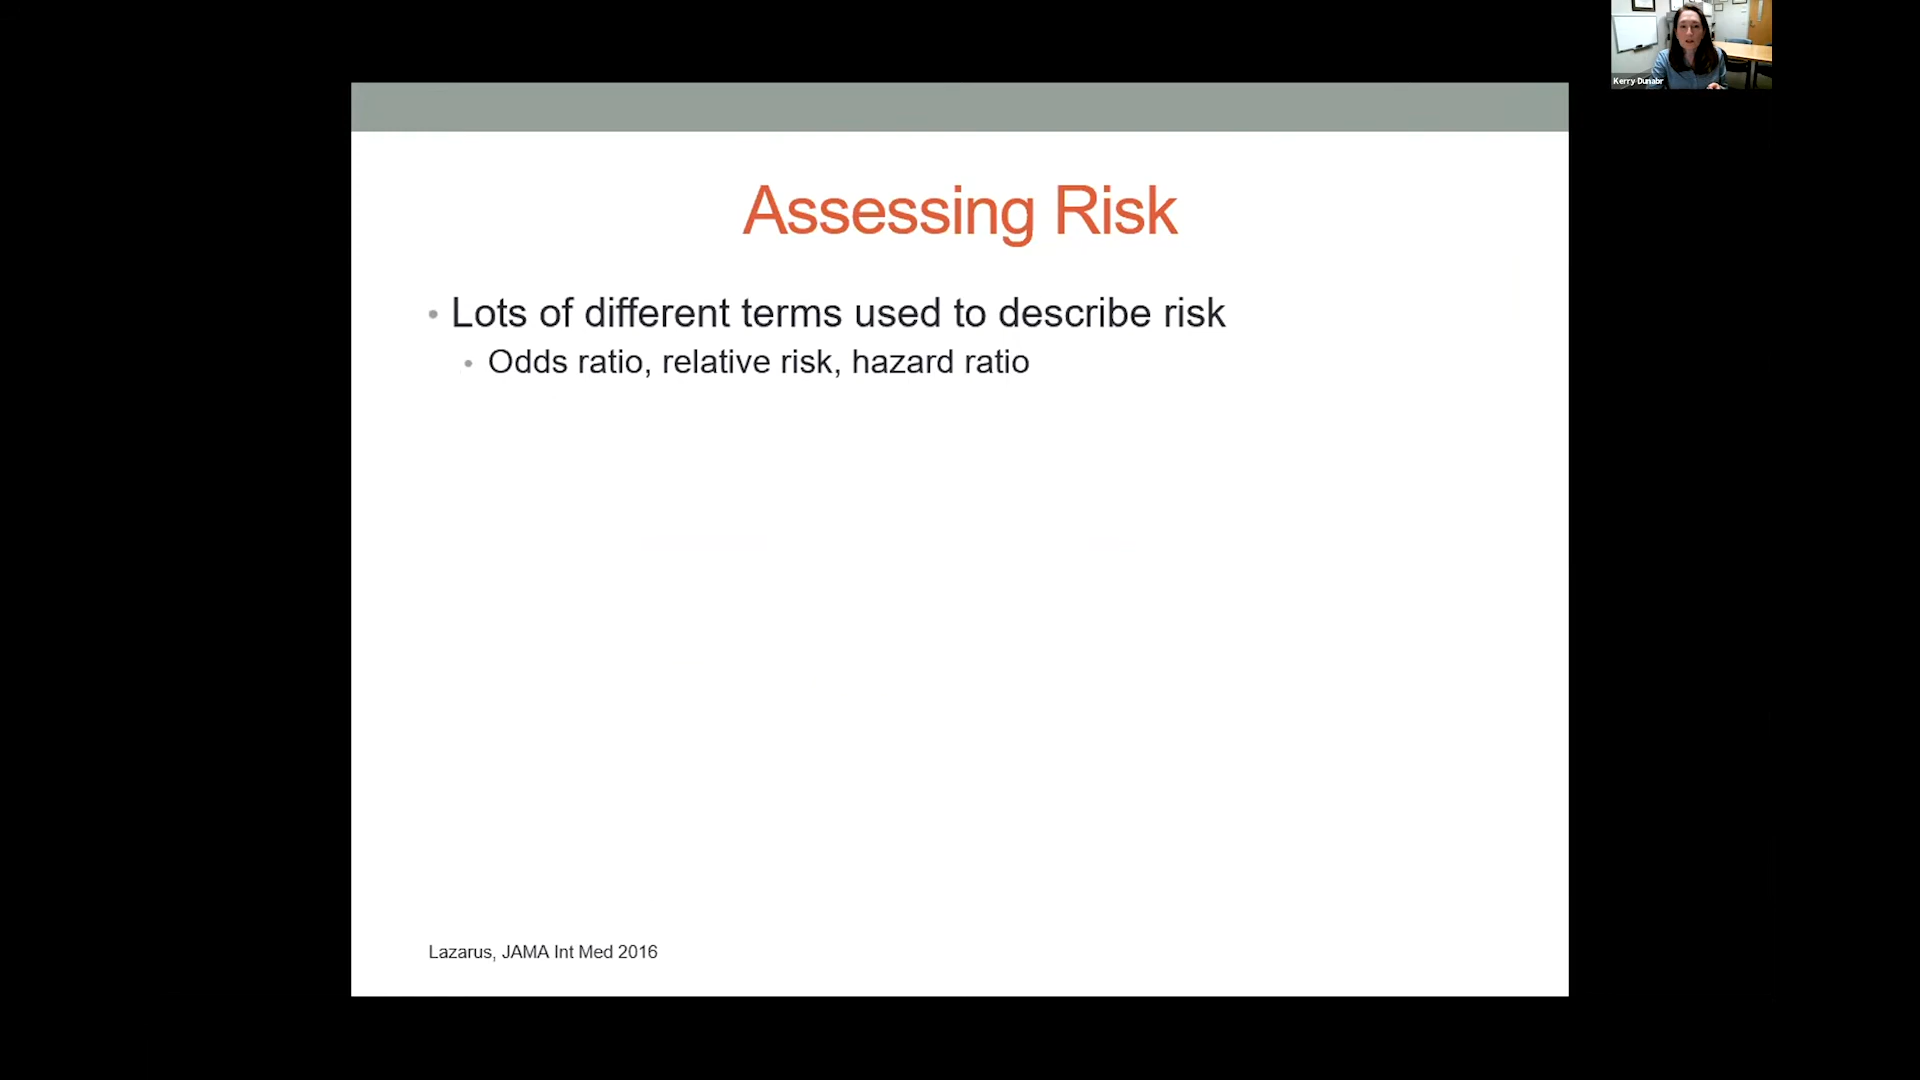 Kerry Dunabr
Assessing Risk
• Lots of different terms used to describe risk
• Odds ratio, relative risk, hazard ratio
Lazarus, JAMA Int Med 2016